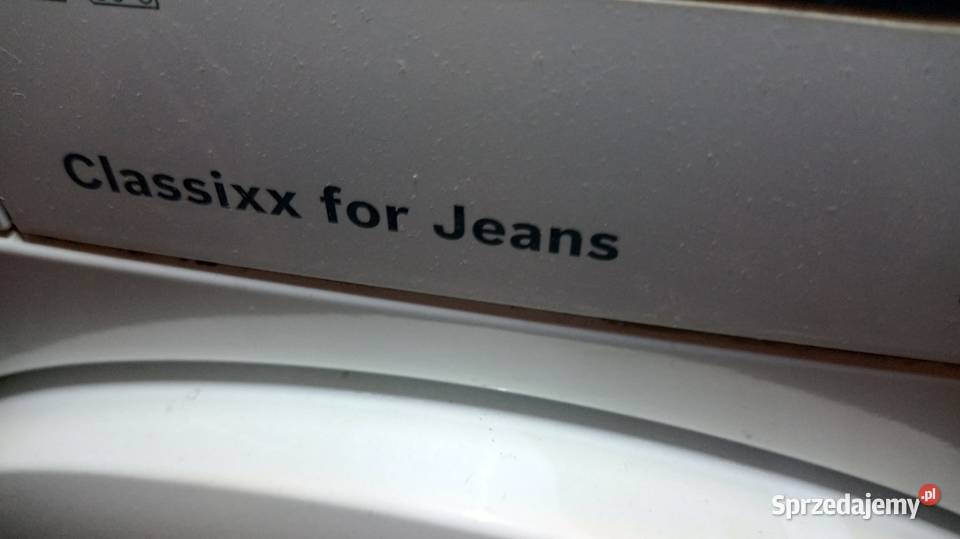 Classixx for Jeans
Sprzedajemy.pl